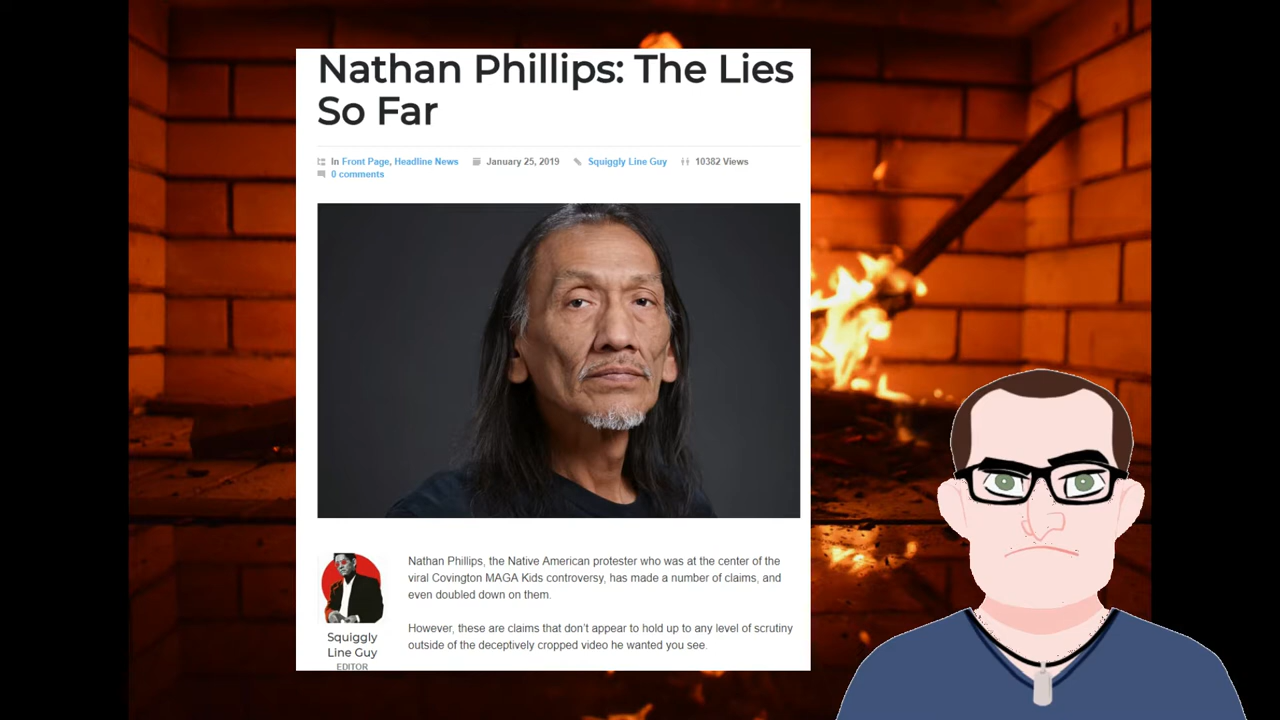 Nathan Phillips: The Lies
So Far
In Front Page, Headline News January 25, 2019 Squiggly Line Guy 10382 Views
0 comments
Nathan Phillips, the Native American protester who was at the center of the
viral Covington MAGA Kids controversy, has made a number of claims, and
even doubled down on them.
However, these are claims that don't appear to hold up to any level of scrutiny
outside of the deceptively cropped video he wanted you see.
Squiggly
Line Guy
EDITOR